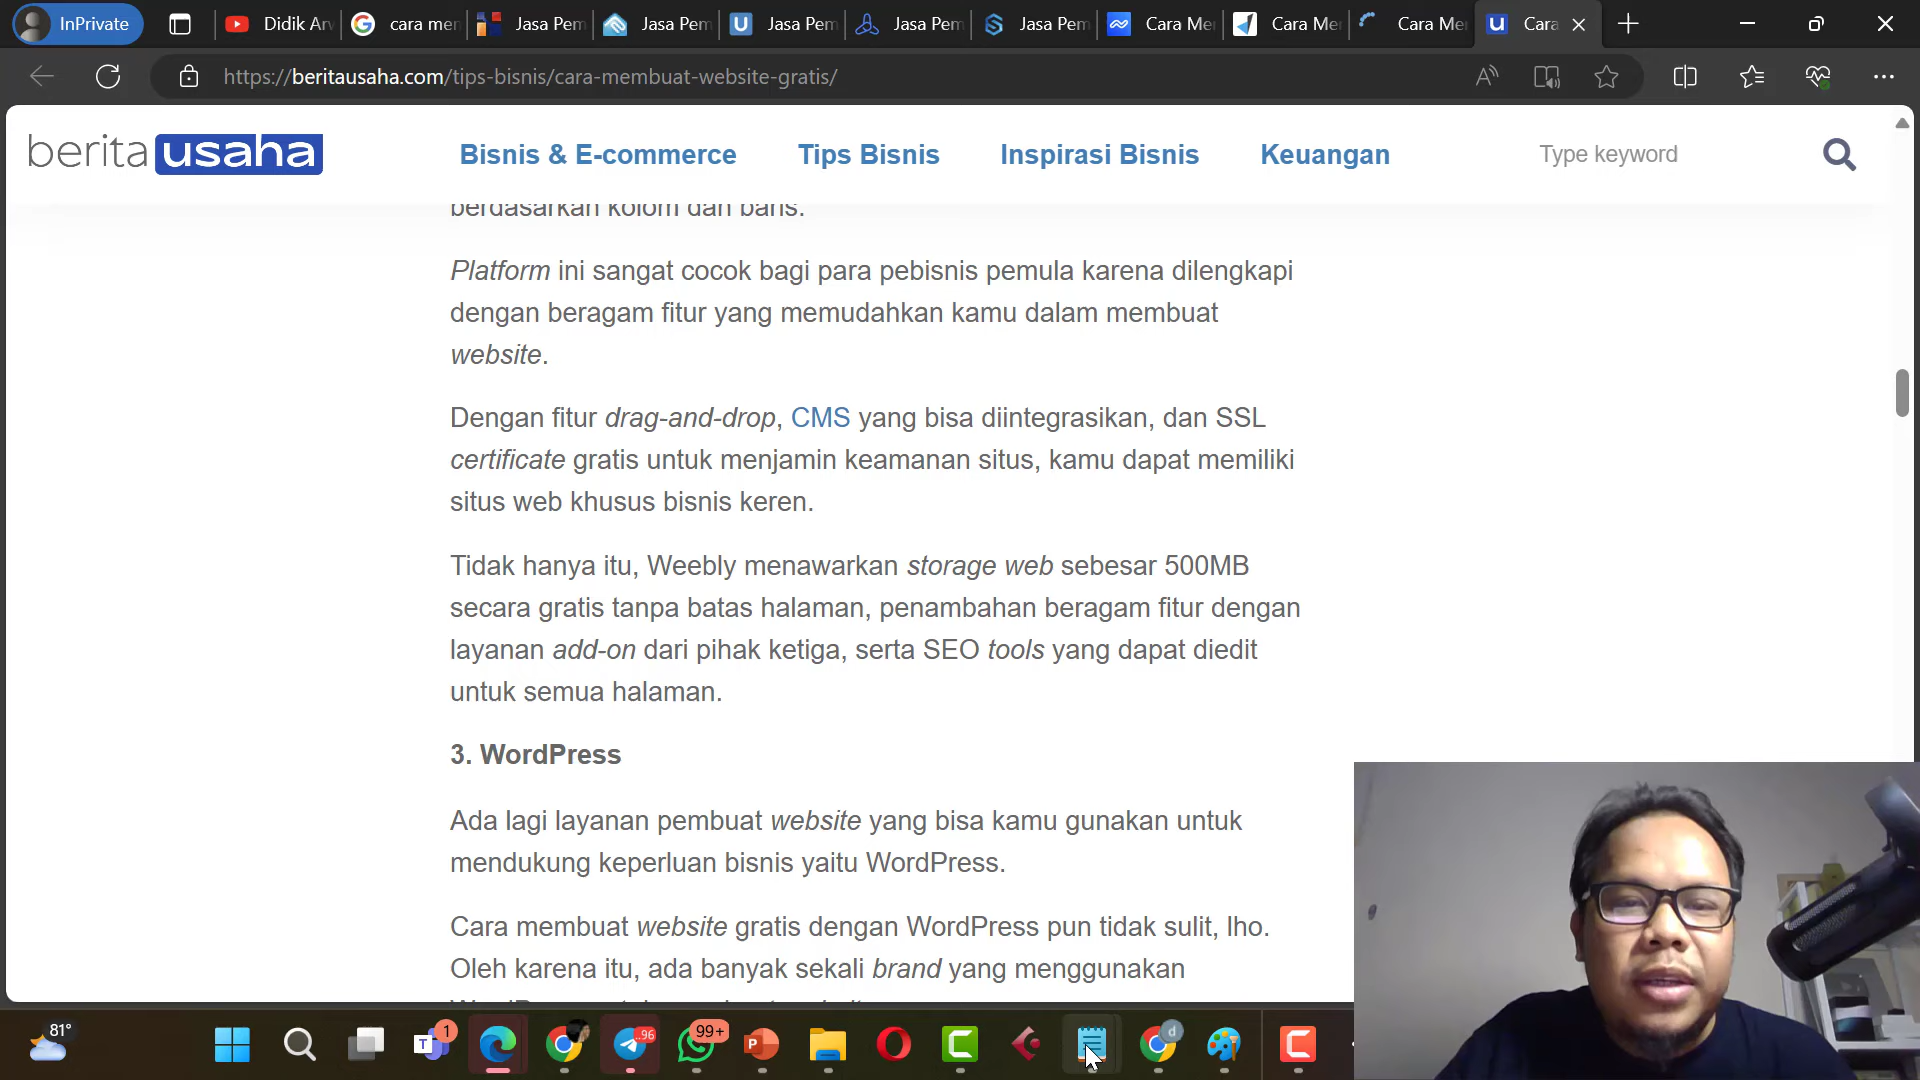 InPrivate
Didik Ar
cara men
Jasa Pem
Jasa Pem
Jasa Pem
Jasa Pem
Jasa Pem
Cara Me
Cara Me
Cara Me
Cara
https://beritausaha.com/tips-bisnis/cara-membuat-website-gratis/
berita usaha
Bisnis & E-commerce
Tips Bisnis
Inspirasi Bisnis
Keuangan
Type keyword
berdasarkan kolom dan baris.
Platform ini sangat cocok bagi para pebisnis pemula karena dilengkapi
dengan beragam fitur yang memudahkan kamu dalam membuat
website.
Dengan fitur drag-and-drop, CMS yang bisa diintegrasikan, dan SSL
certificate gratis untuk menjamin keamanan situs, kamu dapat memiliki
situs web khusus bisnis keren.
Tidak hanya itu, Weebly menawarkan storage web sebesar 500MB
secara gratis tanpa batas halaman, penambahan beragam fitur dengan
layanan add-on dari pihak ketiga, serta SEO tools yang dapat diedit
untuk semua halaman.
3. WordPress
Ada lagi layanan pembuat website yang bisa kamu gunakan untuk
mendukung keperluan bisnis yaitu WordPress.
Cara membuat website gratis dengan WordPress pun tidak sulit, lho.
Oleh karena itu, ada banyak sekali brand yang menggunakan
81°
1
..96
99+
d